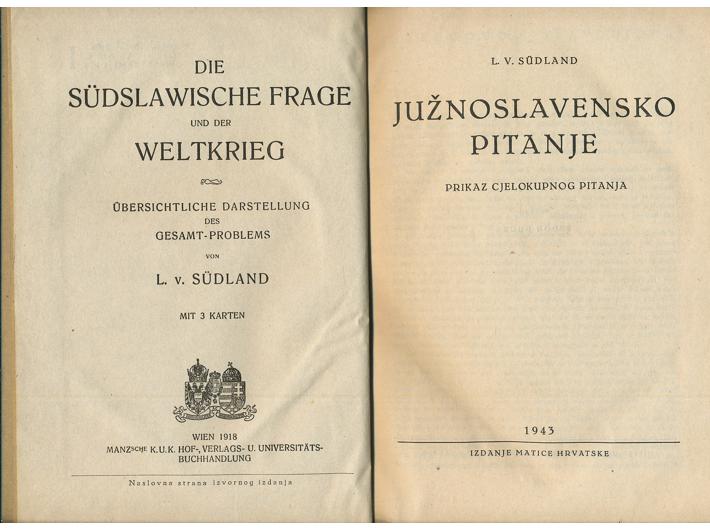 DIE
SÜDSLAWISCHE FRAGE
UND DER
WELTKRIEG
ÜBERSICHTLICHE DARSTELLUNG
DES
GESAMT-PROBLEMS
VON
L. v. SÜDLAND
MIT 3 KARTEN
WIEN 1918
MANZSCHE K.U.K. HOF-, VERLAGS- U. UNIVERSITÄTS-
BUCHHANDLUNG
Naslovna strana izvornog izdanja
L. V. SÜDLAND
JUŽNOSLAVENSKO
PITANJE
PRIKAZ CJELOKUPNOG PITANJA
1943
IZDANJE MATICE HRVATSKE